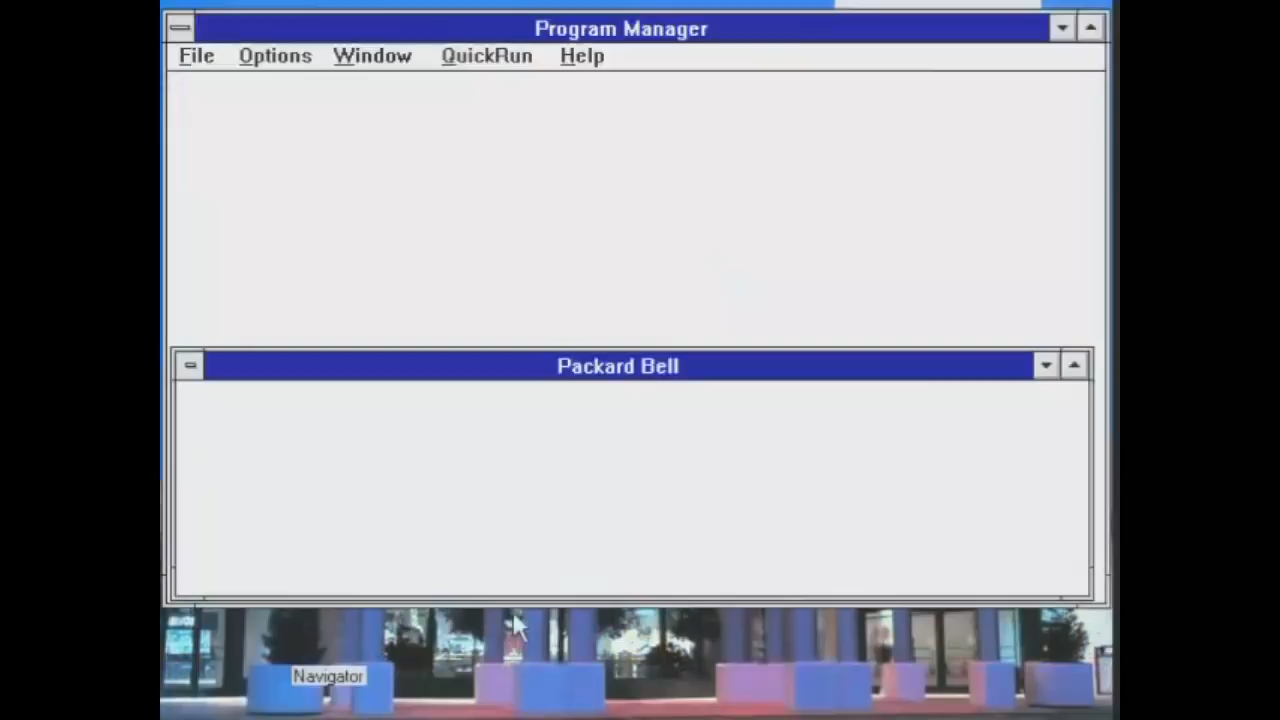 Program Manager
File Options Window QuickRun Help
Packard Bell
Navigator